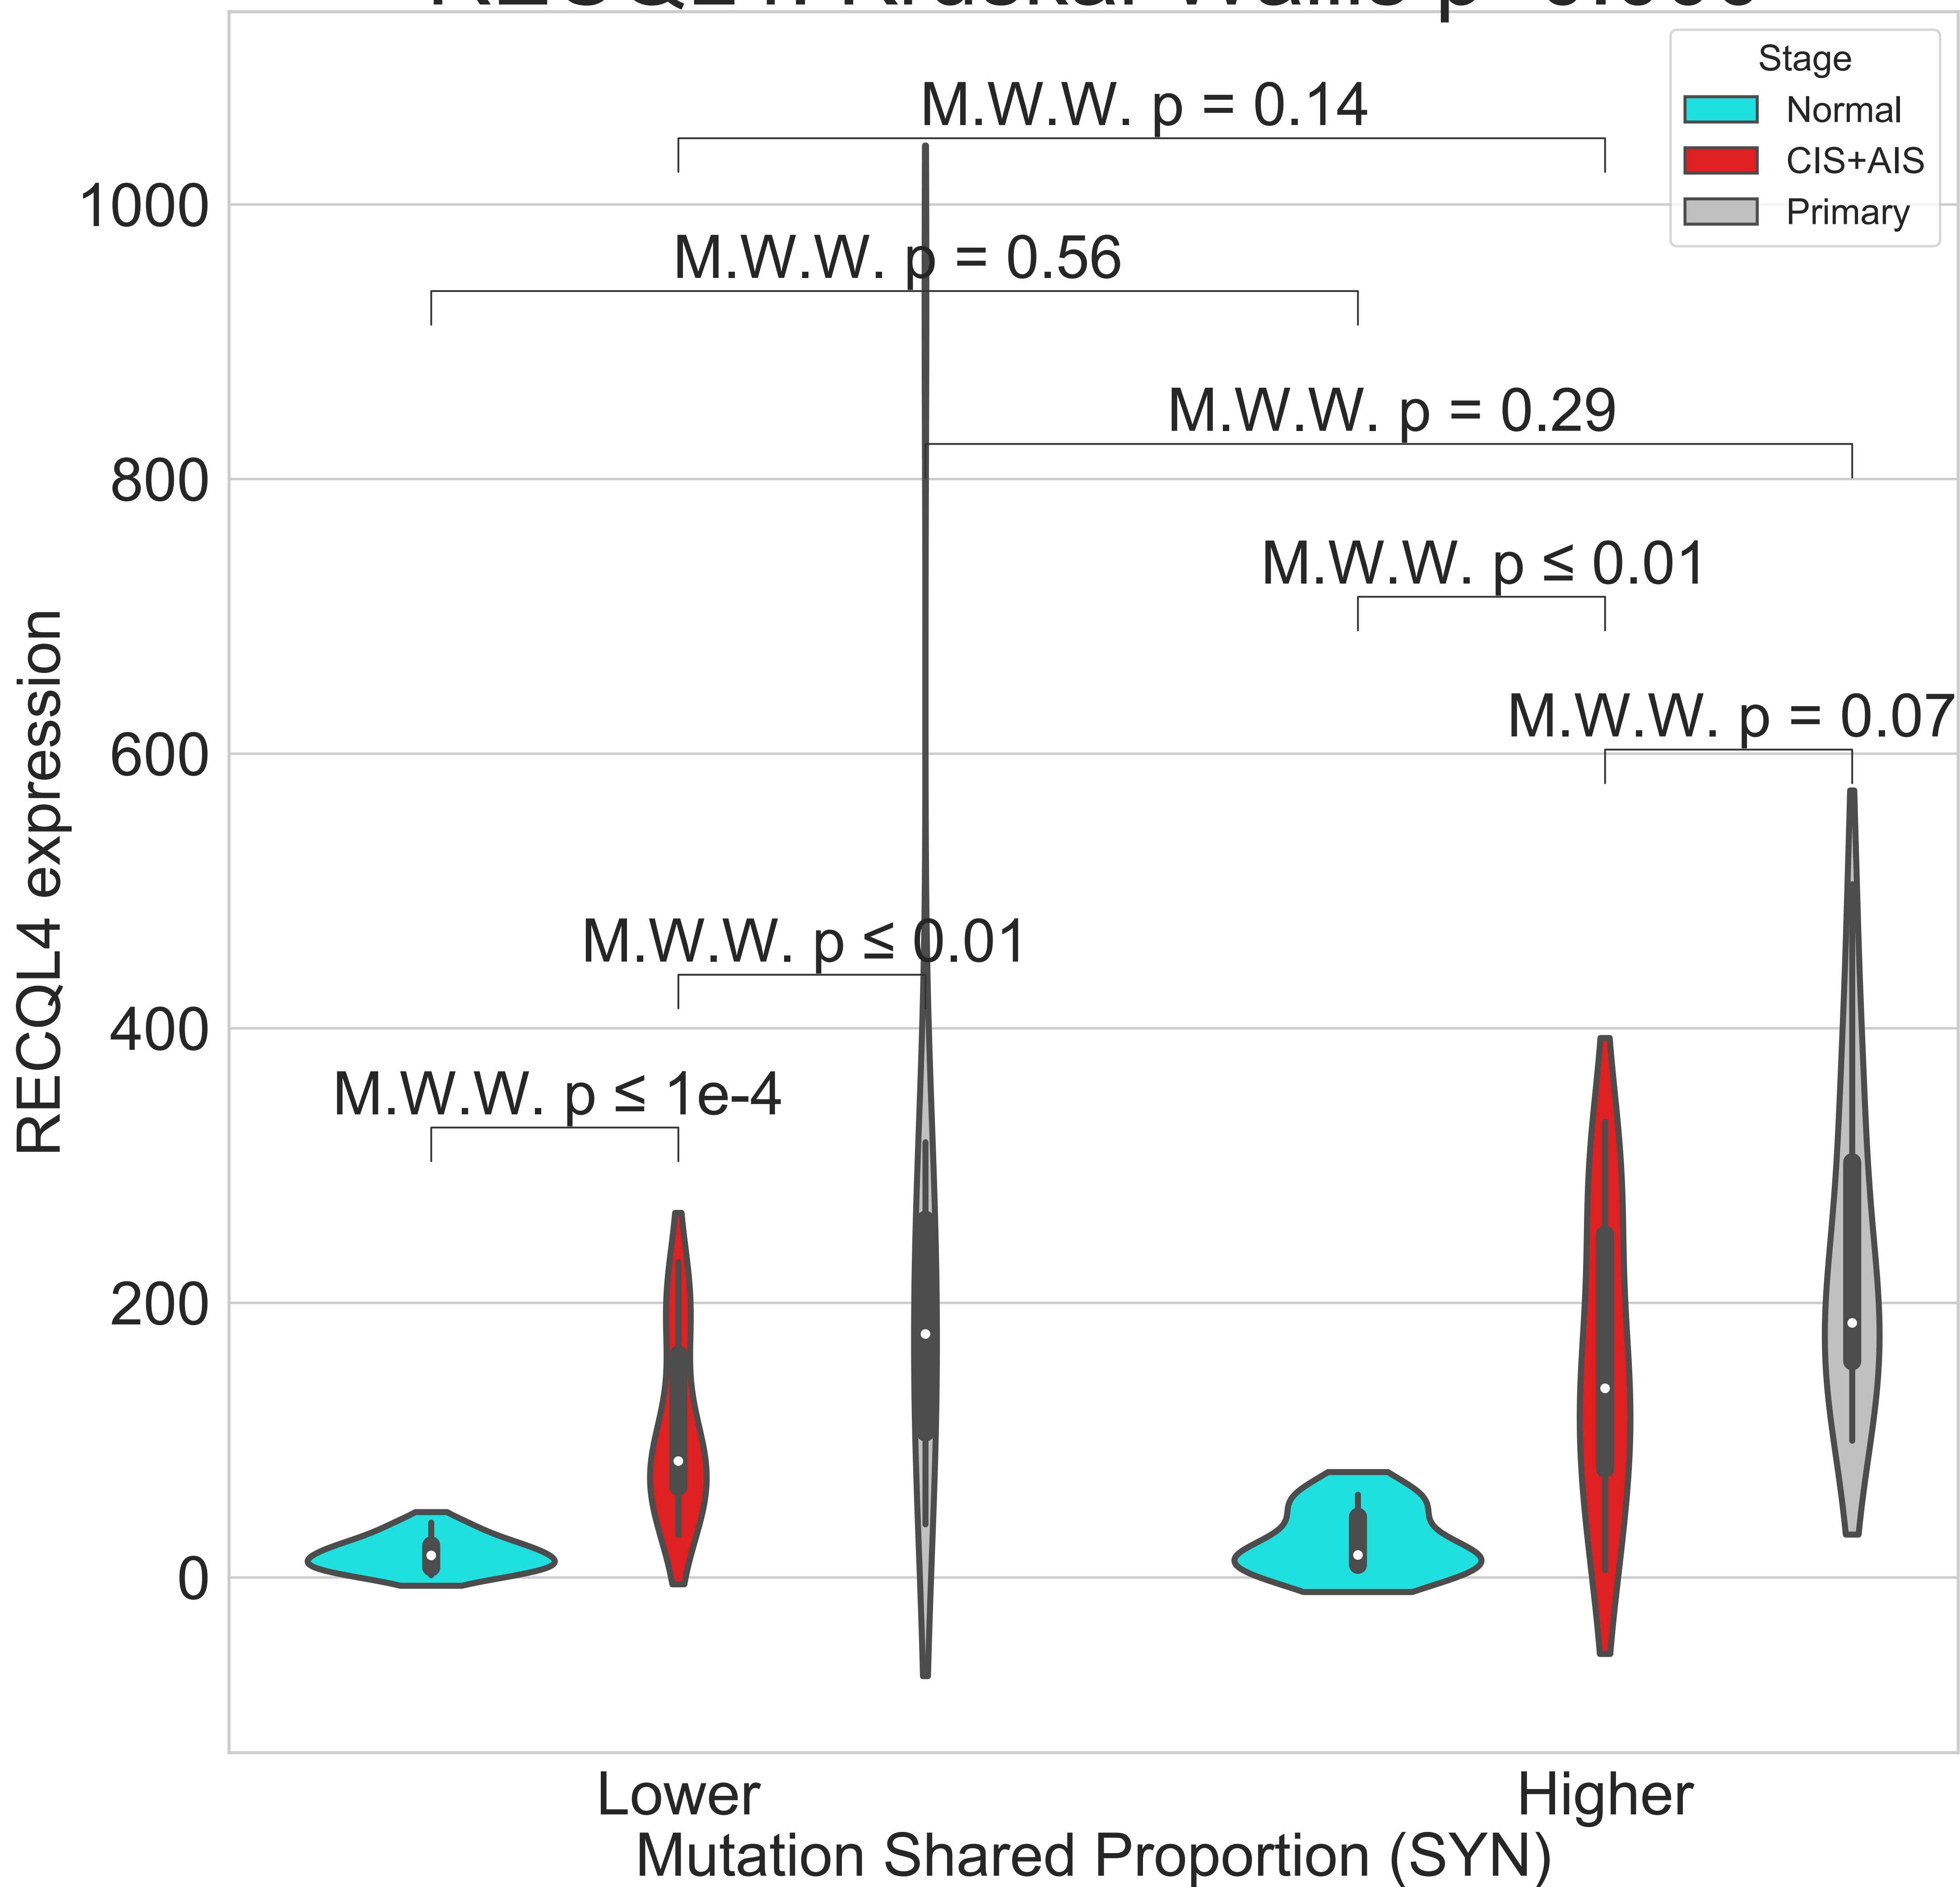 Stage
Normal
CIS+AIS
Primary
M.W.W. p = 0.14
M.W.W. p = 0.56
M.W.W. p = 0.29
M.W.W. p ≤ 0.01
M.W.W. p = 0.07
M.W.W. p ≤ 0.01
M.W.W. p ≤ 1e-4
1000
800
600
400
200
0
RECQL4 expression
Lower
Higher
Mutation Shared Proportion (SYN)